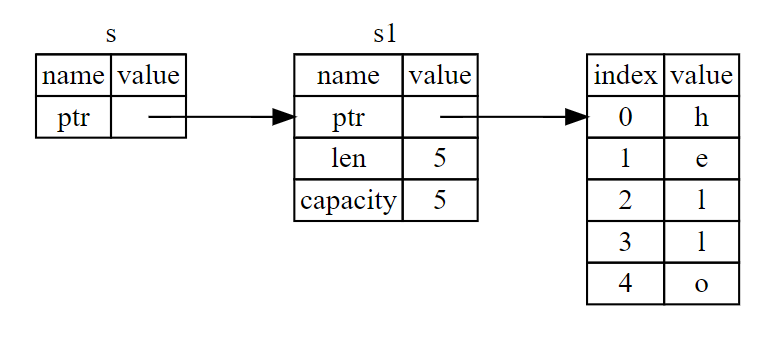 s
name value
ptr
s1
name value
ptr
len 5
capacity 5
index value
0 h
1 e
2 l
3 l
4 o